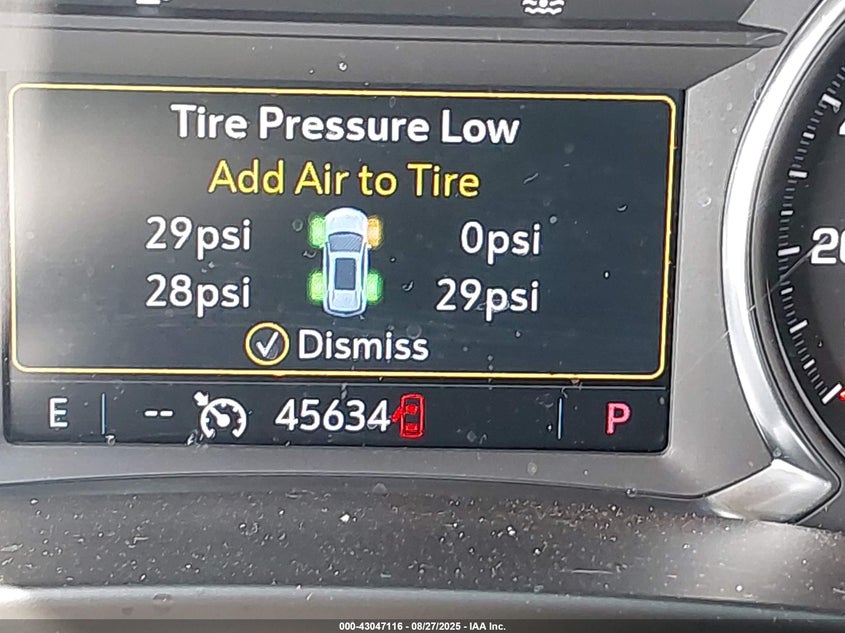 Tire Pressure Low
Add Air to Tire
29psi 0psi
28psi 29psi
Dismiss
E -- 45634 P
000-43047116 - 08/27/2025 - IAA Inc.